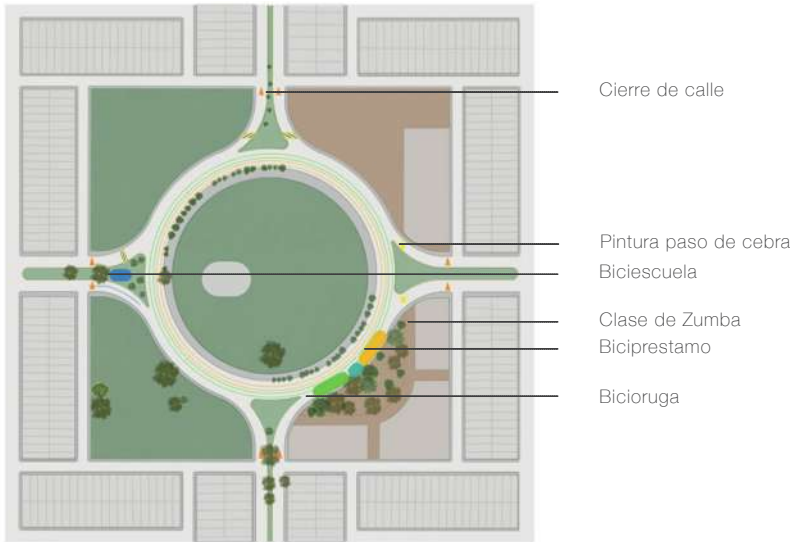 Cierre de calle
Pintura paso de cebra
Biciescuela
Clase de Zumba
Biciprestamo
Bicioruga